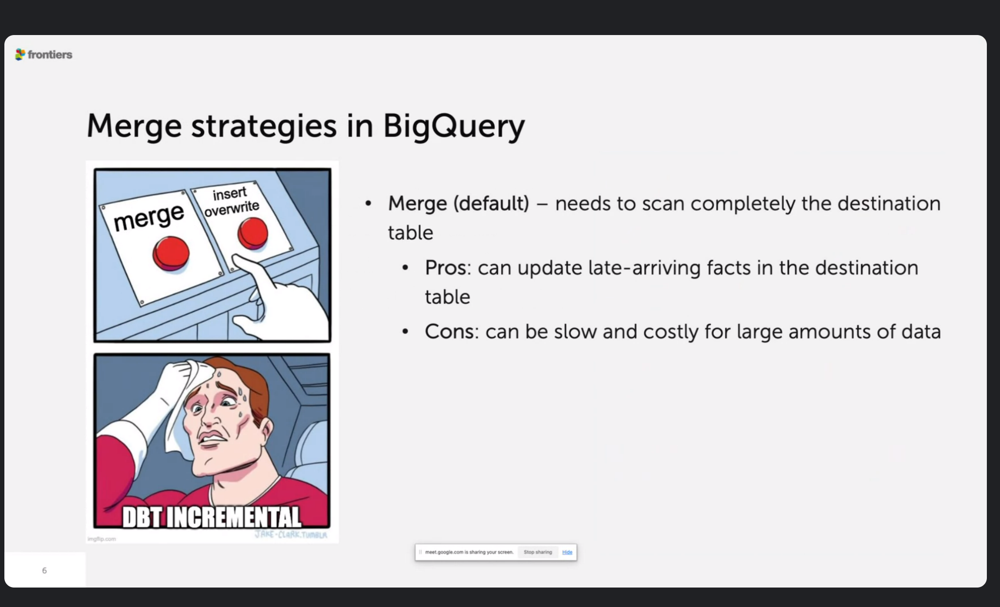 frontiers
Merge strategies in BigQuery
merge
insert
overwrite
DBT INCREMENTAL
JAKE-CLARK.TUMBLR
imgflip.com
• Merge (default) – needs to scan completely the destination
table
• Pros: can update late-arriving facts in the destination
table
• Cons: can be slow and costly for large amounts of data
meet.google.com is sharing your screen. Stop sharing Hide
6